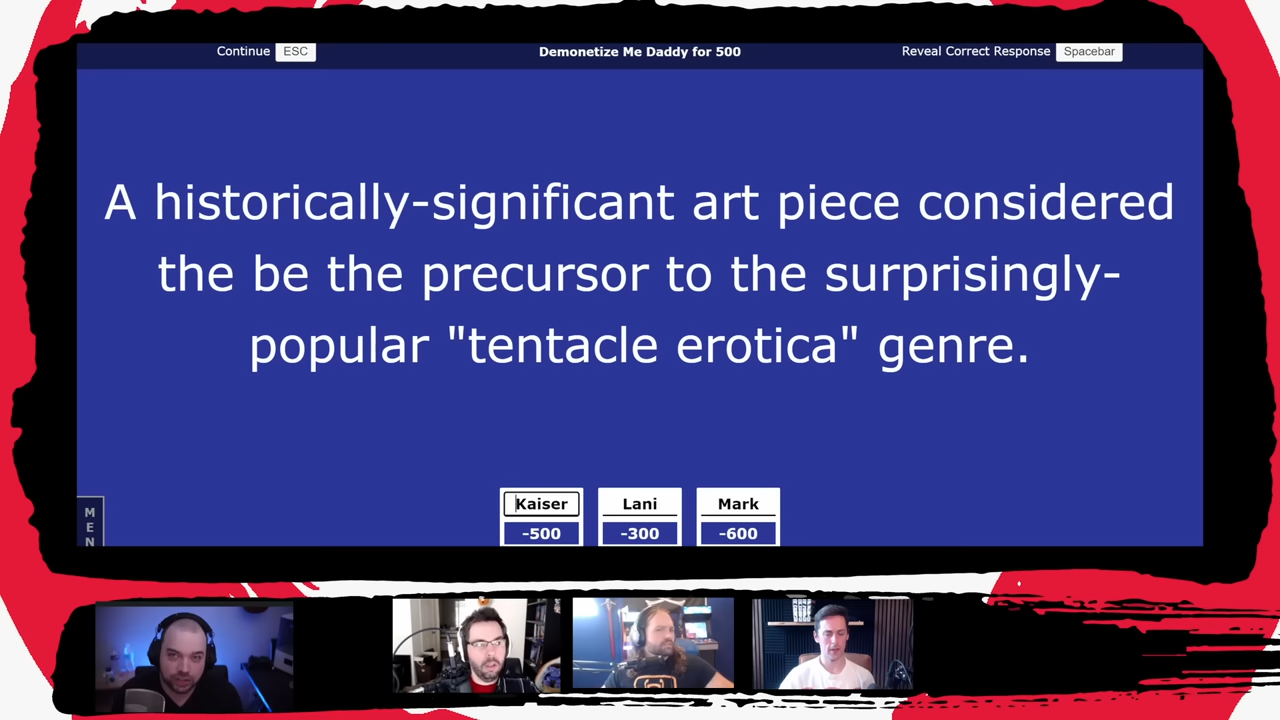 Continue ESC
Demonetize Me Daddy for 500
Reveal Correct Response Spacebar
A historically-significant art piece considered
the be the precursor to the surprisingly-
popular "tentacle erotica" genre.
M
E
N
Kaiser Lani Mark
-500 -300 -600